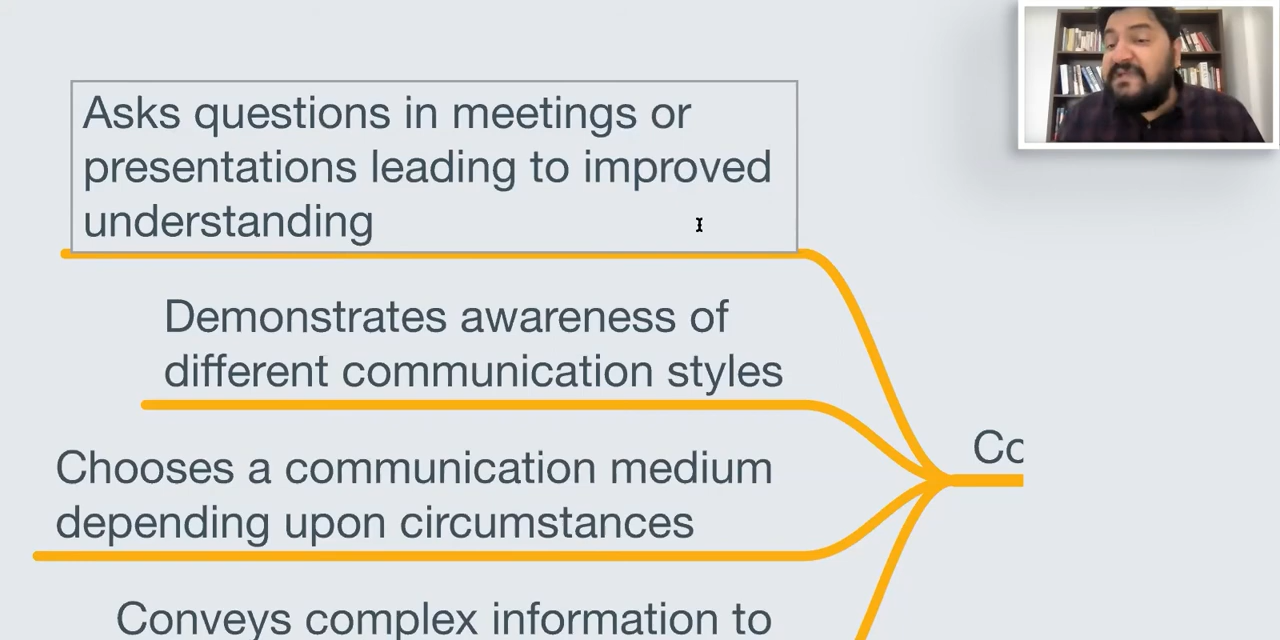 Asks questions in meetings or
presentations leading to improved
understanding
Demonstrates awareness of
different communication styles
Co
Chooses a communication medium
depending upon circumstances
Conveys complex information to